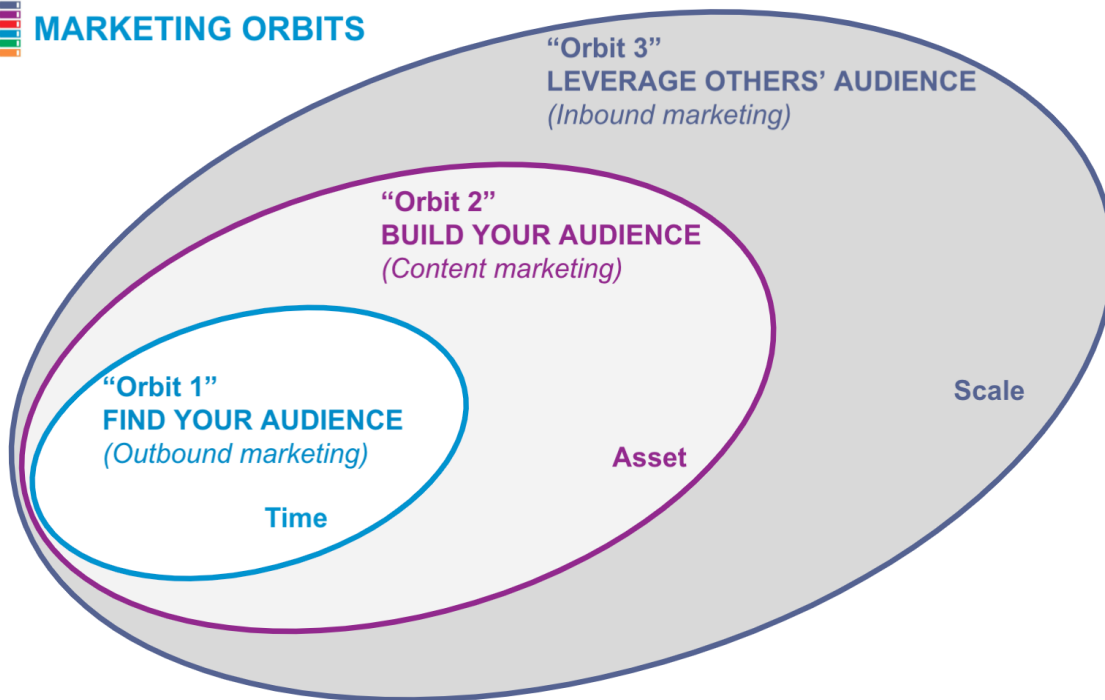 MARKETING ORBITS
“Orbit 3”
LEVERAGE OTHERS’ AUDIENCE
(Inbound marketing)
“Orbit 2”
BUILD YOUR AUDIENCE
(Content marketing)
“Orbit 1”
FIND YOUR AUDIENCE
(Outbound marketing)
Scale
Asset
Time